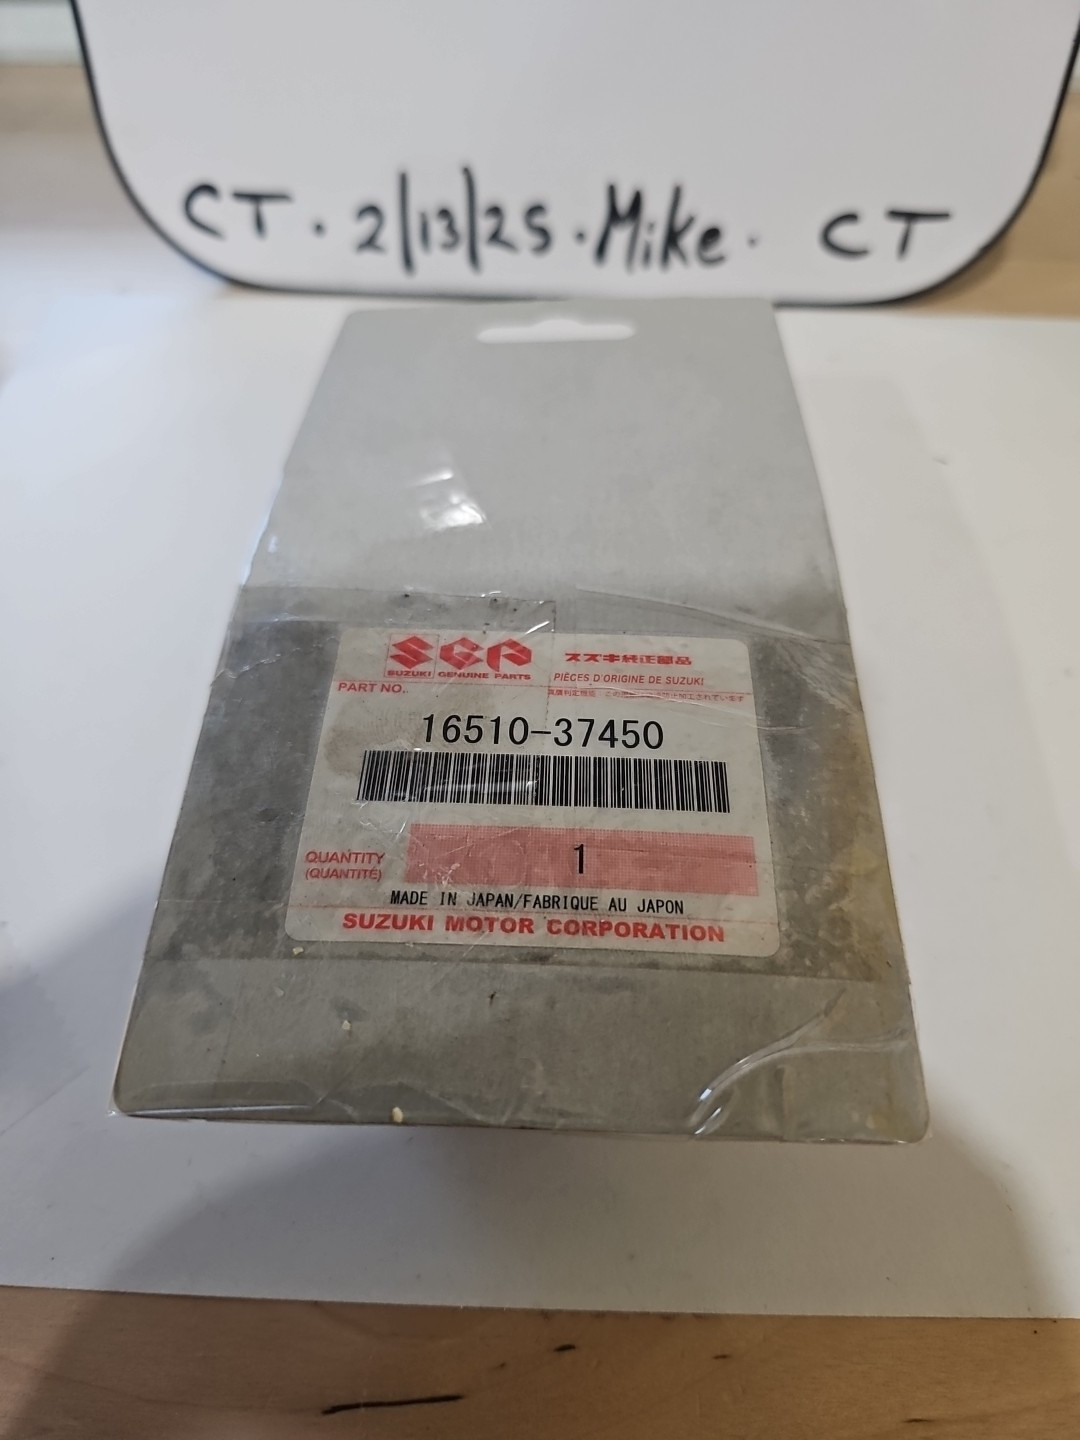 CT. 2/13/25. Mike. CT
SGP スズキ純正部品
SUZUKI GENUINE PARTS PIÈCES D'ORIGINE DE SUZUKI
PART NO.
16510-37450
QUANTITY 1
(QUANTITÉ)
MADE IN JAPAN/FABRIQUE AU JAPON
SUZUKI MOTOR CORPORATION